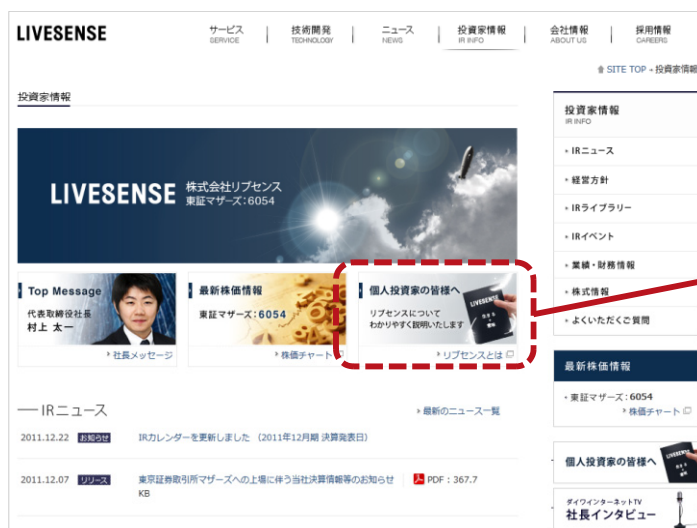 LIVESENSE
サービス
SERVICE
技術開発
TECHNOLOGY
ニュース
NEWS
投資家情報
IR INFO
会社情報
ABOUT US
採用情報
CAREERS
SITE TOP → 投資家情報
投資家情報
LIVESENSE 株式会社リブセンス
東証マザーズ:6054
Top Message
代表取締役社長
村上 太一
社長メッセージ
最新株価情報
東証マザーズ:6054
株価チャート
個人投資家の皆様へ
リブセンスについて
わかりやすく説明いたします
LIVESENSE
リブセンスとは
IRニュース
最新のニュース一覧
2011.12.22 お知らせ IRカレンダーを更新しました (2011年12月期 決算発表日)
2011.12.07 リリース 東京証券取引所マザーズへの上場に伴う当社決算情報等のお知らせ PDF : 367.7
KB
投資家情報
IR INFO
IRニュース
経営方針
IRライブラリー
IRイベント
業績・財務情報
株式情報
よくいただくご質問
最新株価情報
・東証マザーズ: 6054
株価チャート
個人投資家の皆様へ
ダイワインターネットTV
社長インタビュー